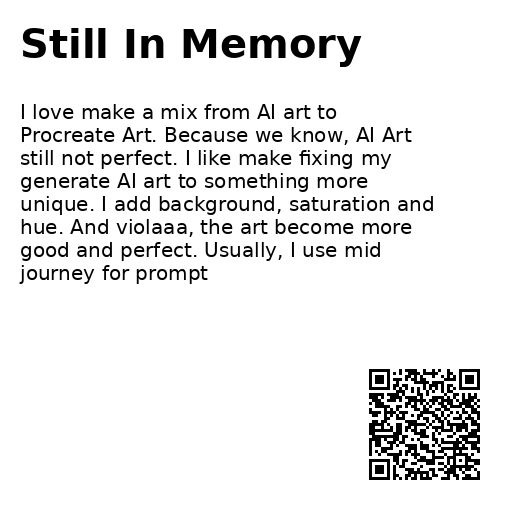 Still In Memory
I love make a mix from AI art to
Procreate Art. Because we know, AI Art
still not perfect. I like make fixing my
generate AI art to something more
unique. I add background, saturation and
hue. And violaaa, the art become more
good and perfect. Usually, I use mid
journey for prompt